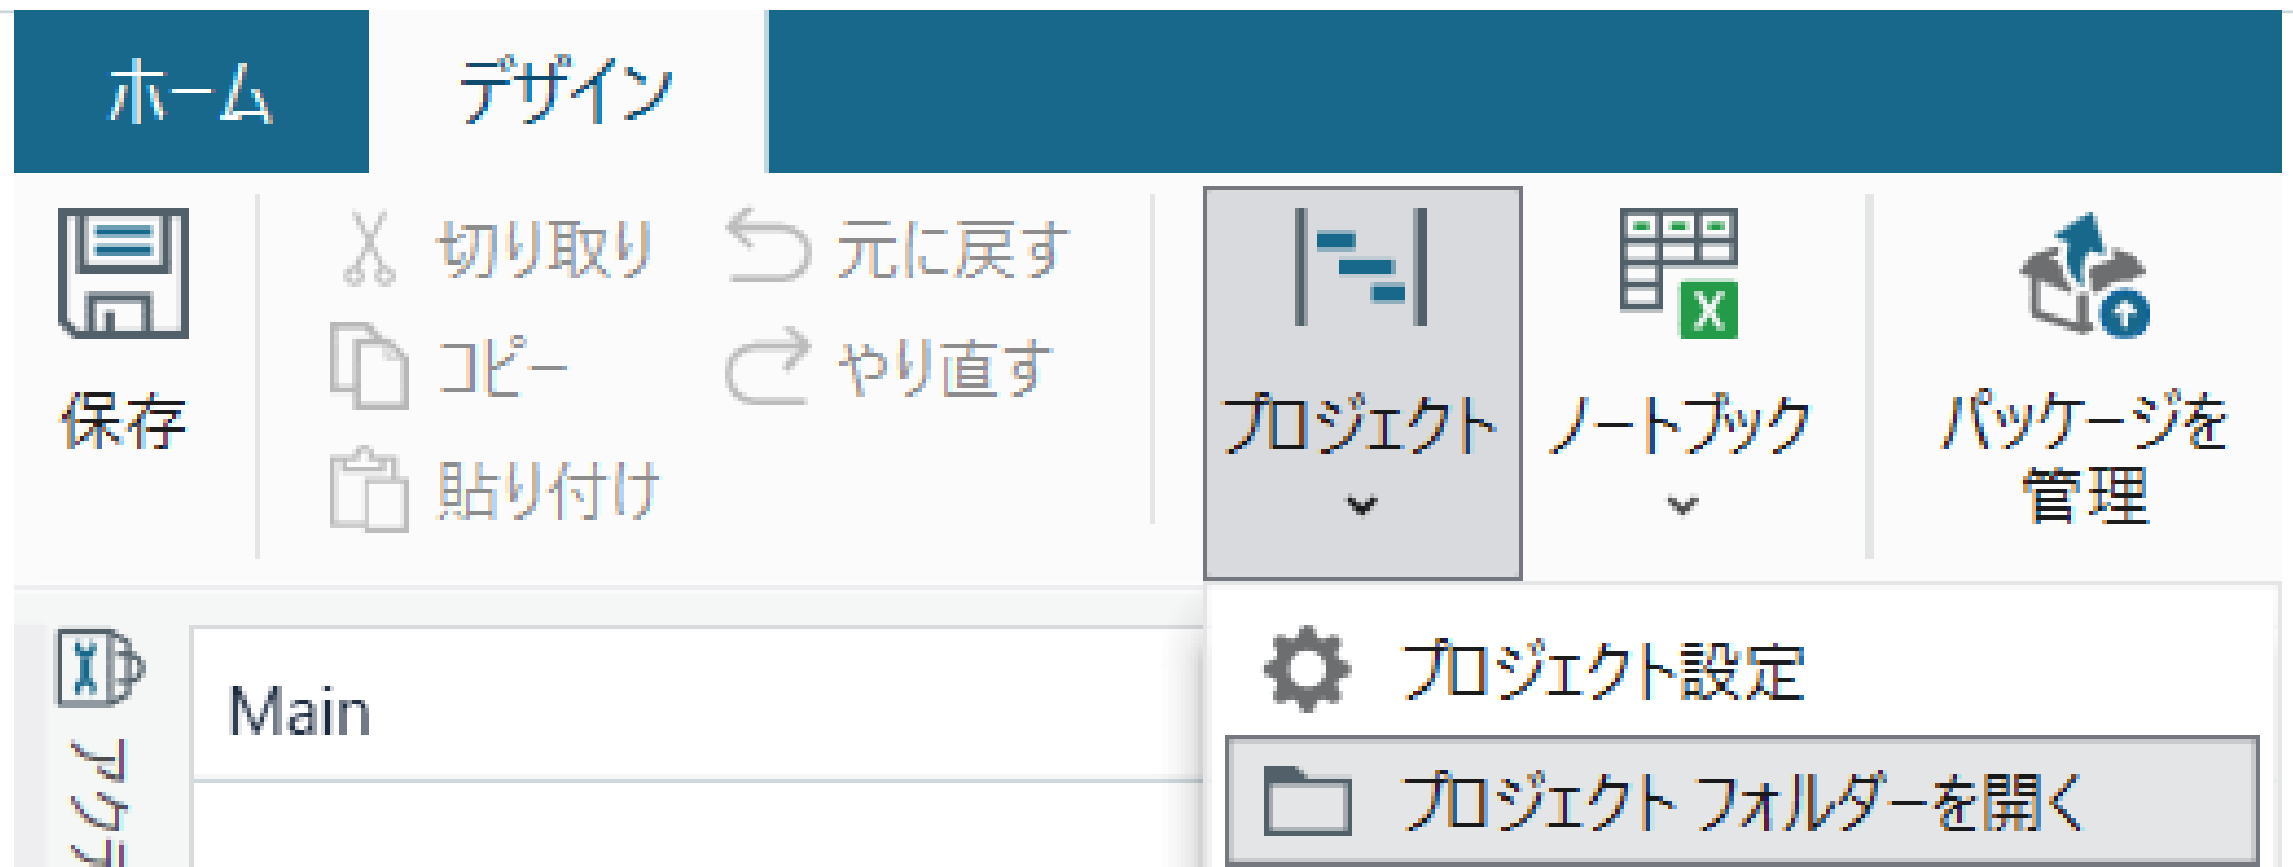 ホーム デザイン
保存
切り取り
コピー
貼り付け
元に戻す
やり直す
プロジェクト
ノートブック
パッケージを
管理
プロジェクト設定
プロジェクト フォルダーを開く
アクテ
Main